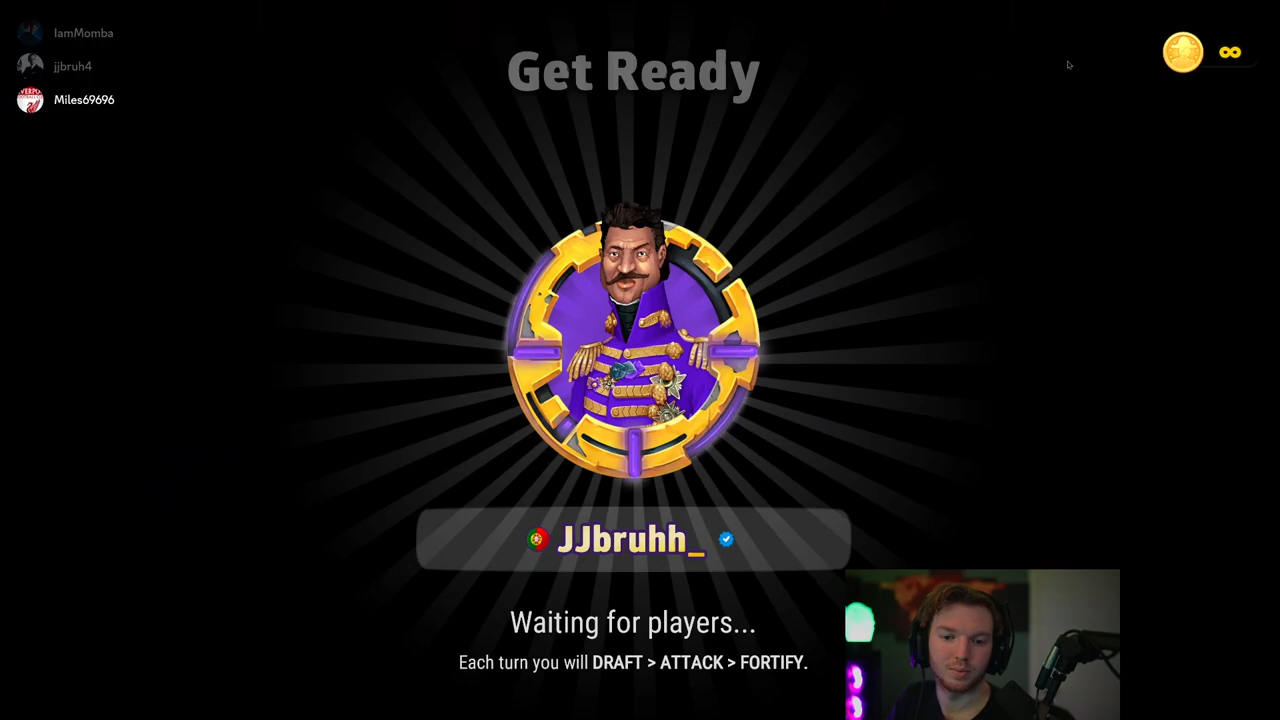 IamMomba
jjbruh4
Miles69696
Get Ready
∞
JJbruhh_
Waiting for players...
Each turn you will DRAFT > ATTACK > FORTIFY.